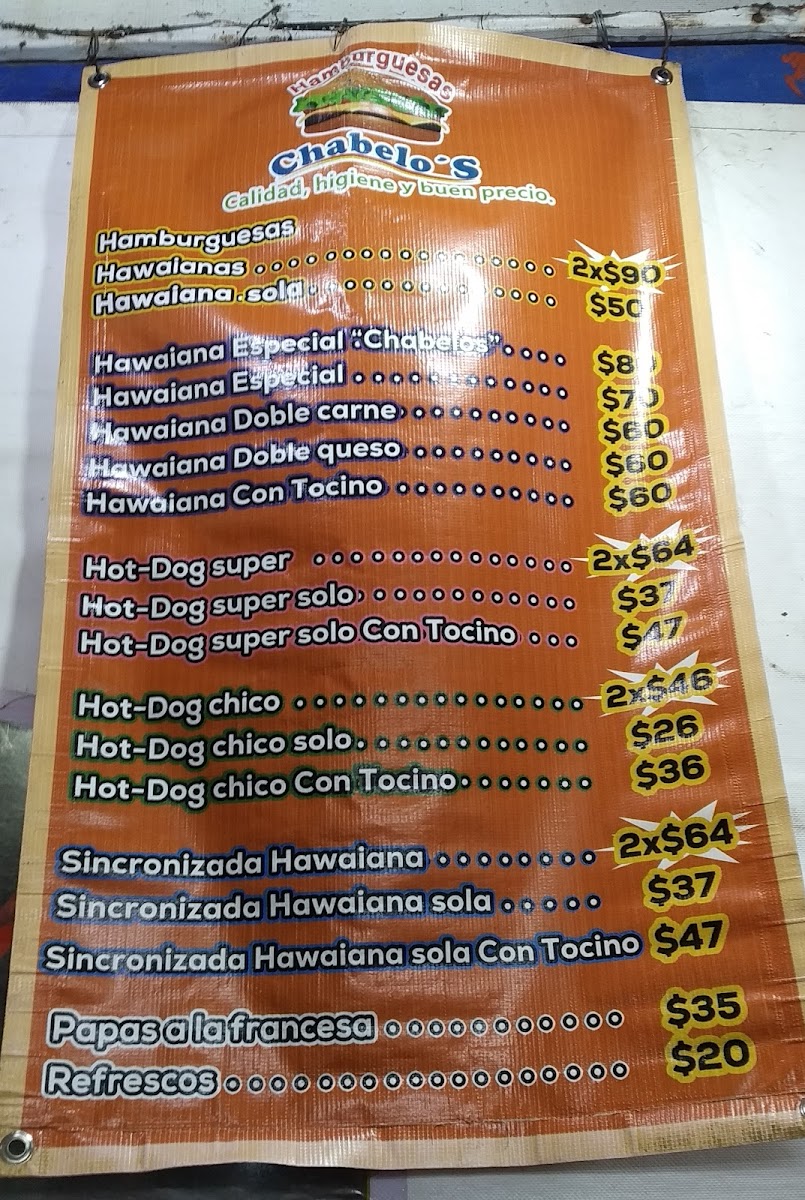 Hamburguesas
Chabelo´S
Calidad, higiene y buen precio.
Hamburguesas
Hawaianas 2x$90
Hawaiana sola $50
Hawaiana Especial “Chabelos” $80
Hawaiana Especial $70
Hawaiana Doble carne $60
Hawaiana Doble queso $60
Hawaiana Con Tocino $60
Hot-Dog super 2x$64
Hot-Dog super solo $37
Hot-Dog super solo Con Tocino $47
Hot-Dog chico 2x$46
Hot-Dog chico solo $26
Hot-Dog chico Con Tocino $36
Sincronizada Hawaiana 2x$64
Sincronizada Hawaiana sola $37
Sincronizada Hawaiana sola Con Tocino $47
Papas a la francesa $35
Refrescos $20